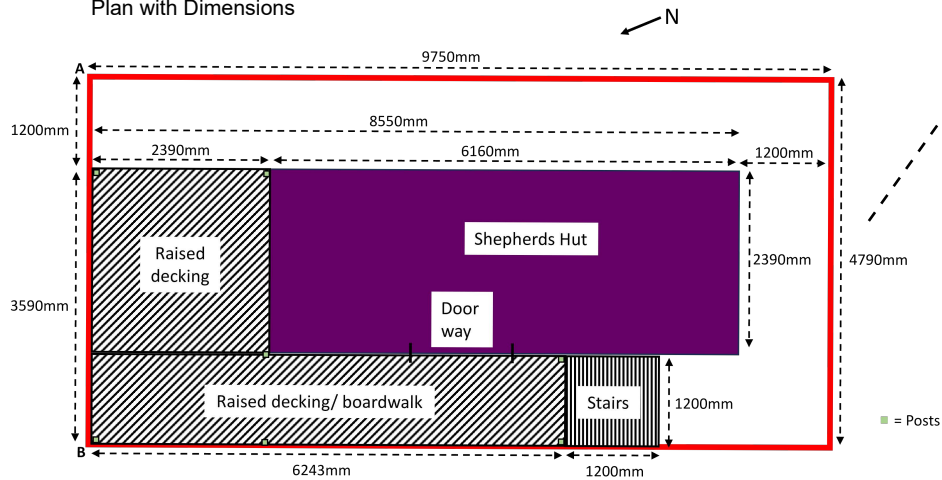 Plan with Dimensions
N
9750mm
A
1200mm
8550mm
2390mm
6160mm
1200mm
Shepherds Hut
Raised
decking
2390mm
4790mm
3590mm
Door
way
Raised decking/ boardwalk
Stairs
1200mm
= Posts
B
6243mm
1200mm